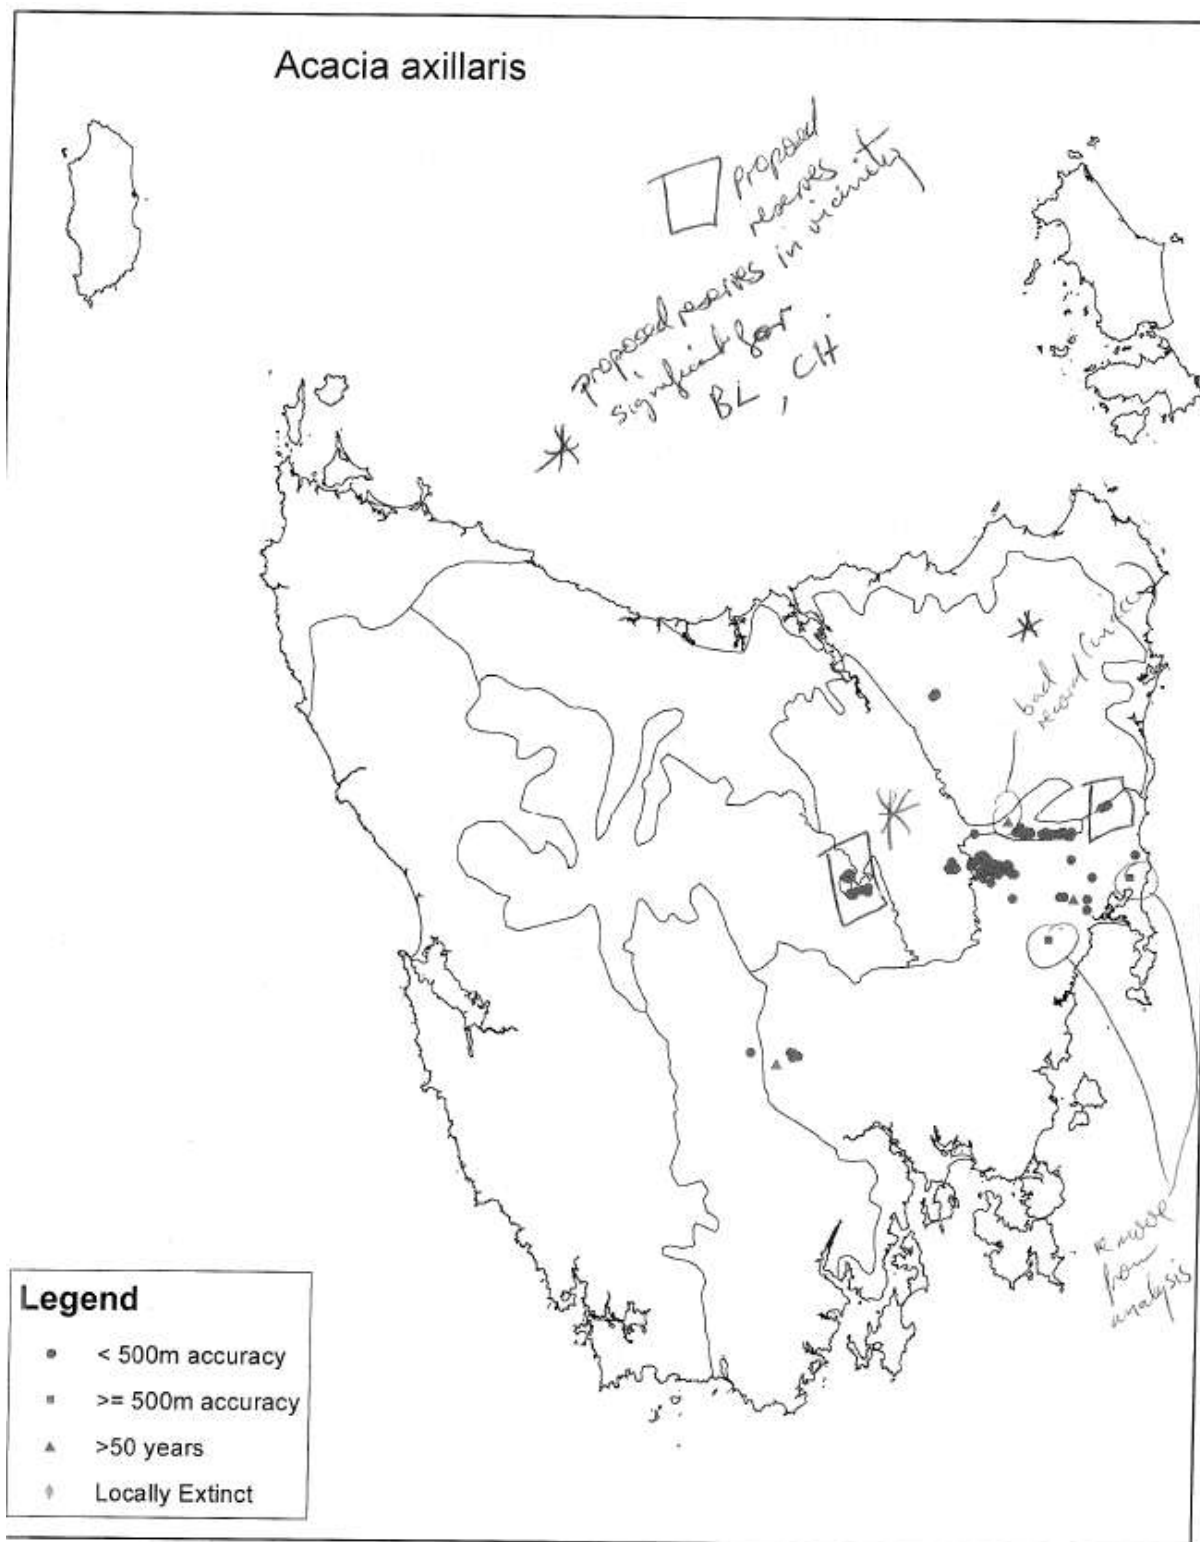 Acacia axillaris
proposed
reserves
proposed reserves in vicinity
significant for
BL, CH.
bad
record
remove
from
analysis
Legend
< 500m accuracy
>= 500m accuracy
>50 years
Locally Extinct